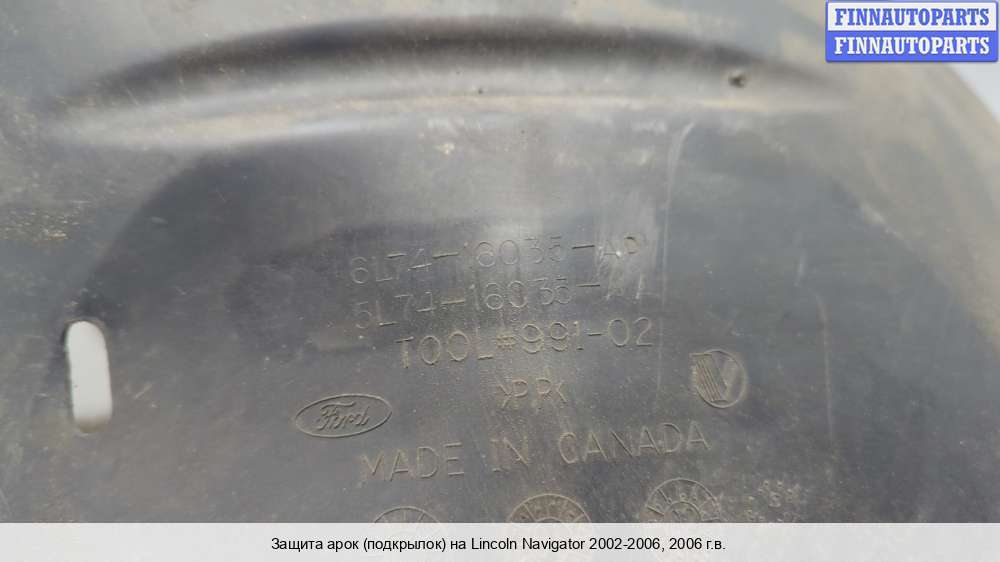 FINNAUTOPARTS
FINNAUTOPARTS
6L74-16035-AP
5L74-16035-
TOOL#991-02
>PP<
Ford
MADE IN CANADA
Защита арок (подкрылок) на Lincoln Navigator 2002-2006, 2006 г.в.